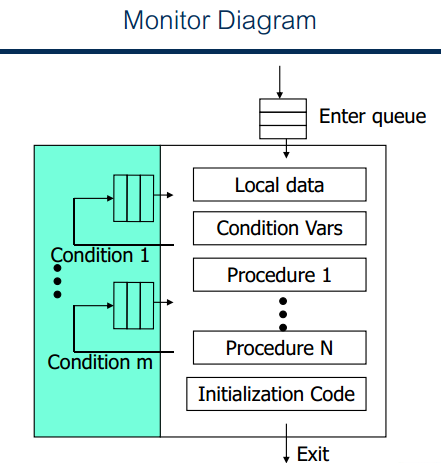 Monitor Diagram
Enter queue
Local data
Condition Vars
Condition 1
Procedure 1
Procedure N
Condition m
Initialization Code
Exit